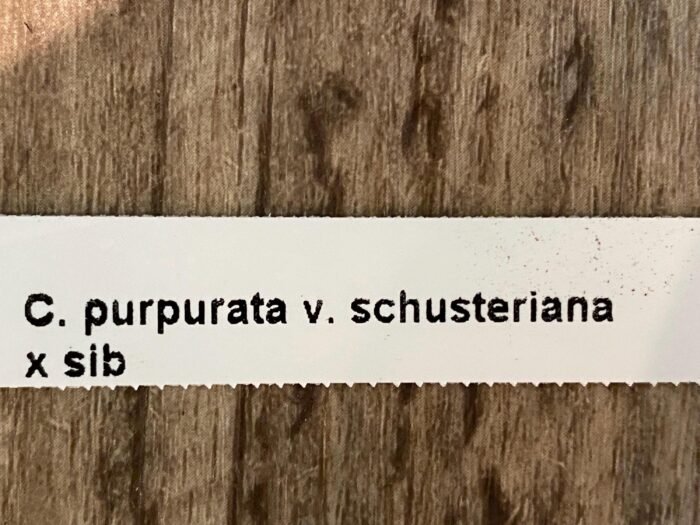 C. purpurata v. schusteriana
x sib